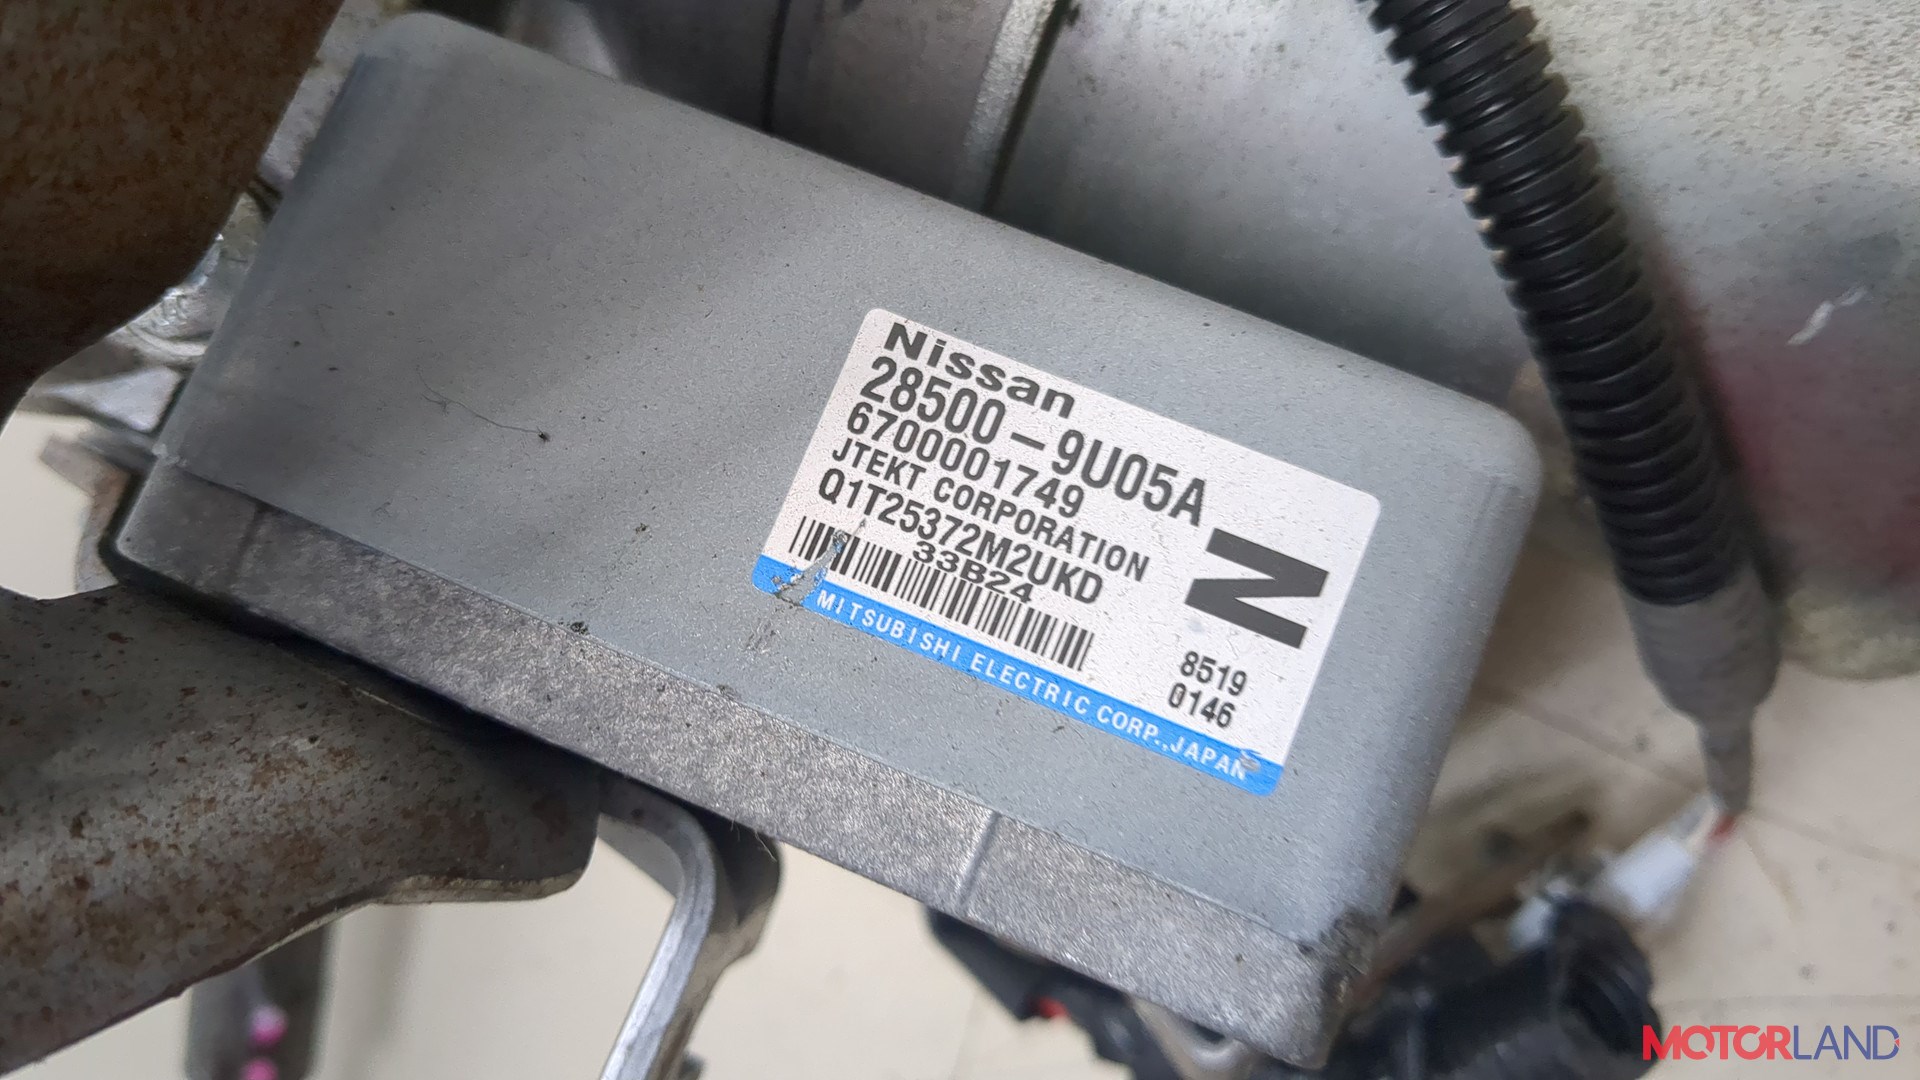 Nissan
28500-9U05A
6700001749
JTEKT CORPORATION
Q1T25372M2UKD
33B24
N
8519
0146
MITSUBISHI ELECTRIC CORP.,JAPAN
MOTORLAND